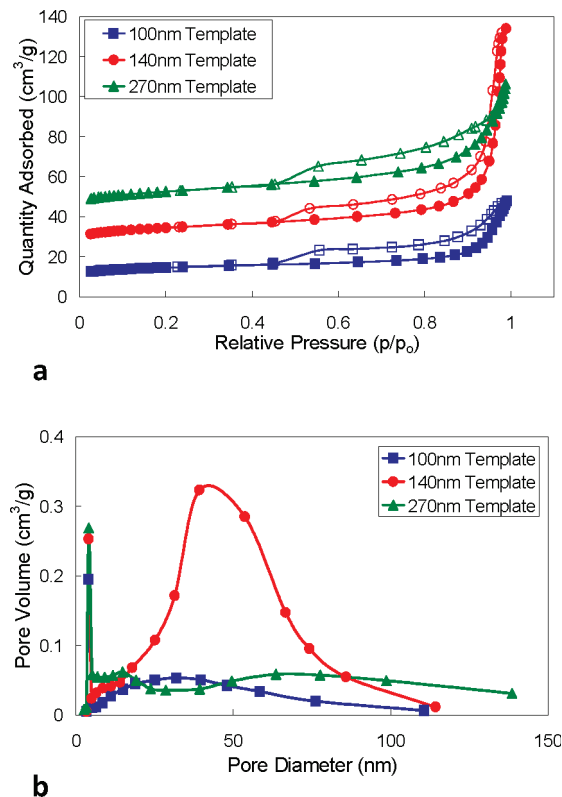 140
120
100
80
60
40
20
0
Quantity Adsorbed (cm³/g)
100nm Template
140nm Template
270nm Template
0 0.2 0.4 0.6 0.8 1
Relative Pressure (p/pₒ)
a
0.4
0.3
0.2
0.1
0
Pore Volume (cm³/g)
100nm Template
140nm Template
270nm Template
0 50 100 150
Pore Diameter (nm)
b